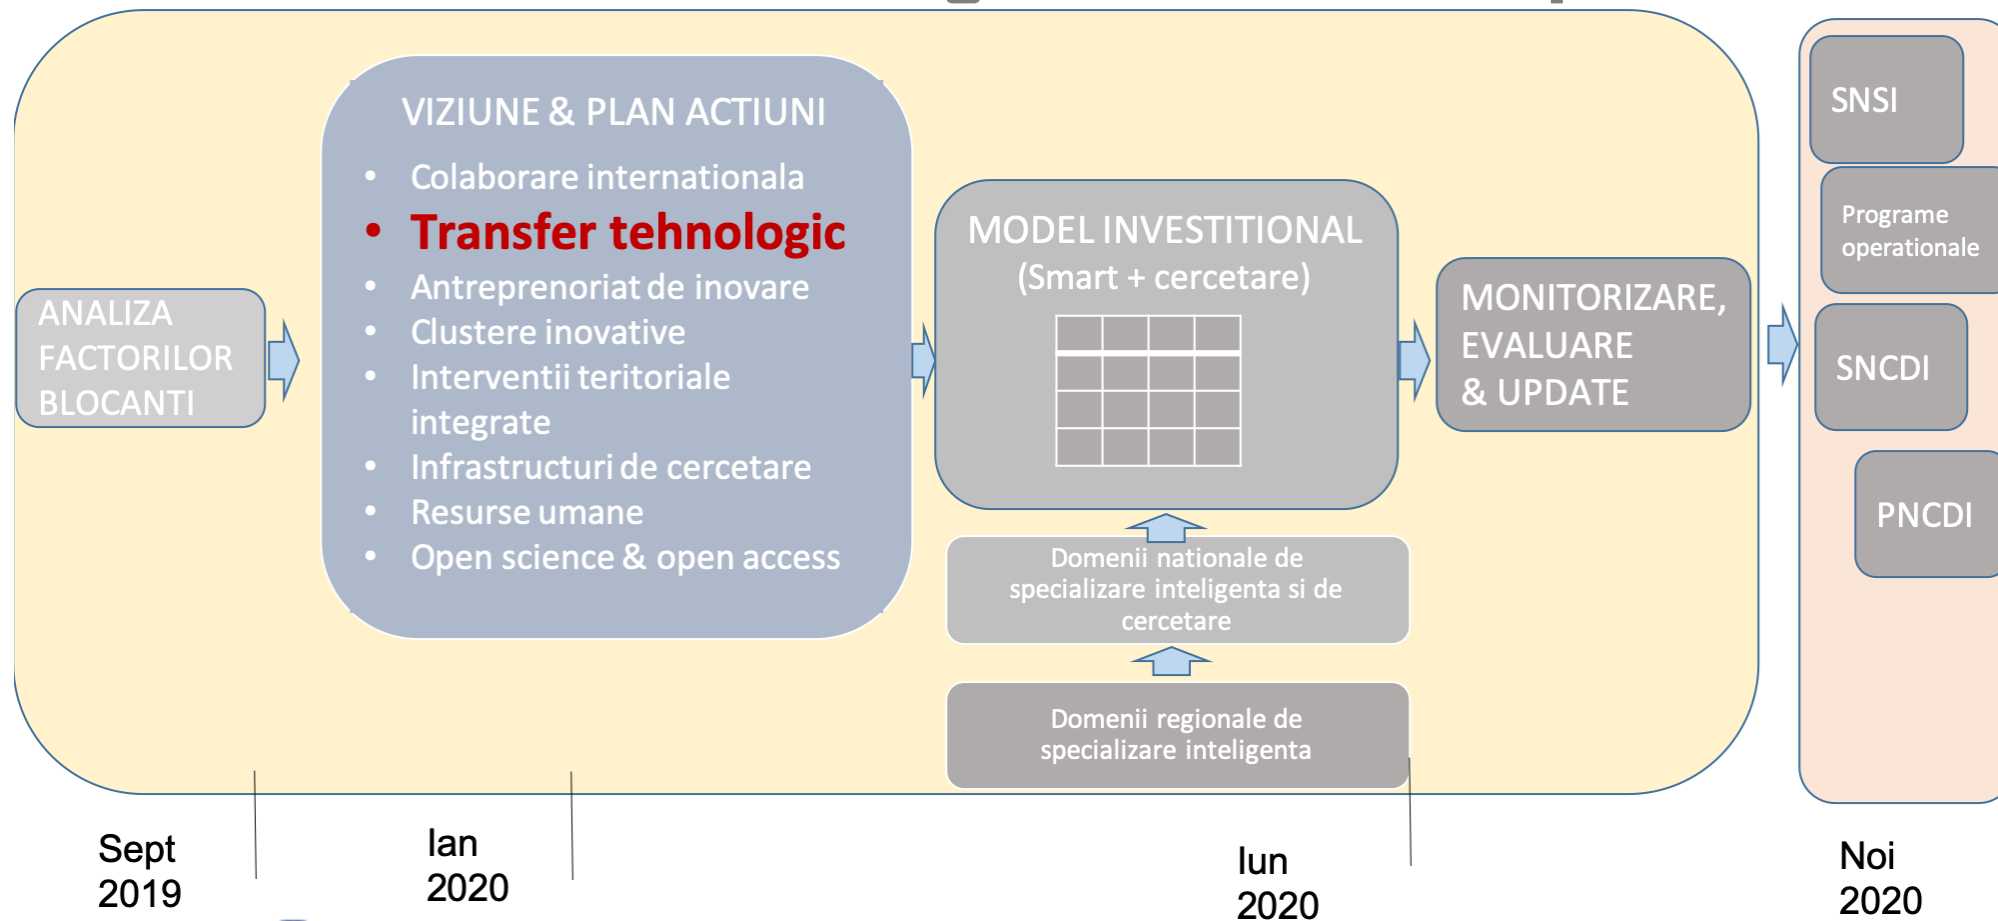 ANALIZA
FACTORILOR
BLOCANTI
VIZIUNE & PLAN ACTIUNI
• Colaborare internationala
• Transfer tehnologic
• Antreprenoriat de inovare
• Clustere inovative
• Interventii teritoriale
integrate
• Infrastructuri de cercetare
• Resurse umane
• Open science & open access
MODEL INVESTITIONAL
(Smart + cercetare)
Domenii nationale de
specializare inteligenta si de
cercetare
Domenii regionale de
specializare inteligenta
MONITORIZARE,
EVALUARE
& UPDATE
SNSI
Programe
operationale
SNCDI
PNCDI
Sept
2019
Ian
2020
Iun
2020
Noi
2020